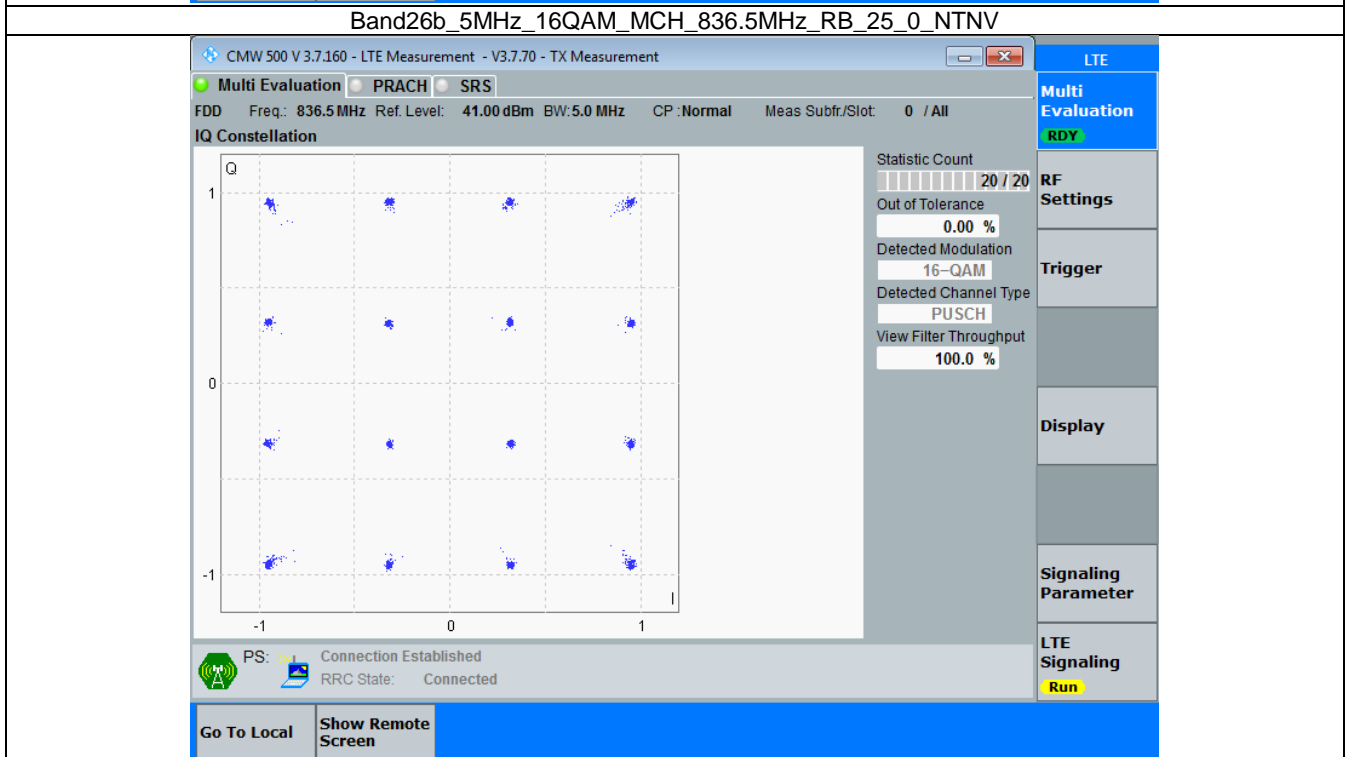 Band26b_5MHz_16QAM_MCH_836.5MHz_RB_25_0_NTNV
CMW 500 V 3.7.160 - LTE Measurement - V3.7.70 - TX Measurement
LTE
Multi Evaluation PRACH SRS
Multi
Evaluation
RDY
FDD Freq.: 836.5 MHz Ref. Level: 41.00 dBm BW: 5.0 MHz CP : Normal Meas Subfr./Slot: 0 / All
IQ Constellation
Q
1
0
-1
I
-1 0 1
Statistic Count
20 / 20
Out of Tolerance
0.00 %
Detected Modulation
16-QAM
Detected Channel Type
PUSCH
View Filter Throughput
100.0 %
RF
Settings
Trigger
Display
Signaling
Parameter
LTE
Signaling
Run
PS: Connection Established
RRC State: Connected
Go To Local
Show Remote
Screen